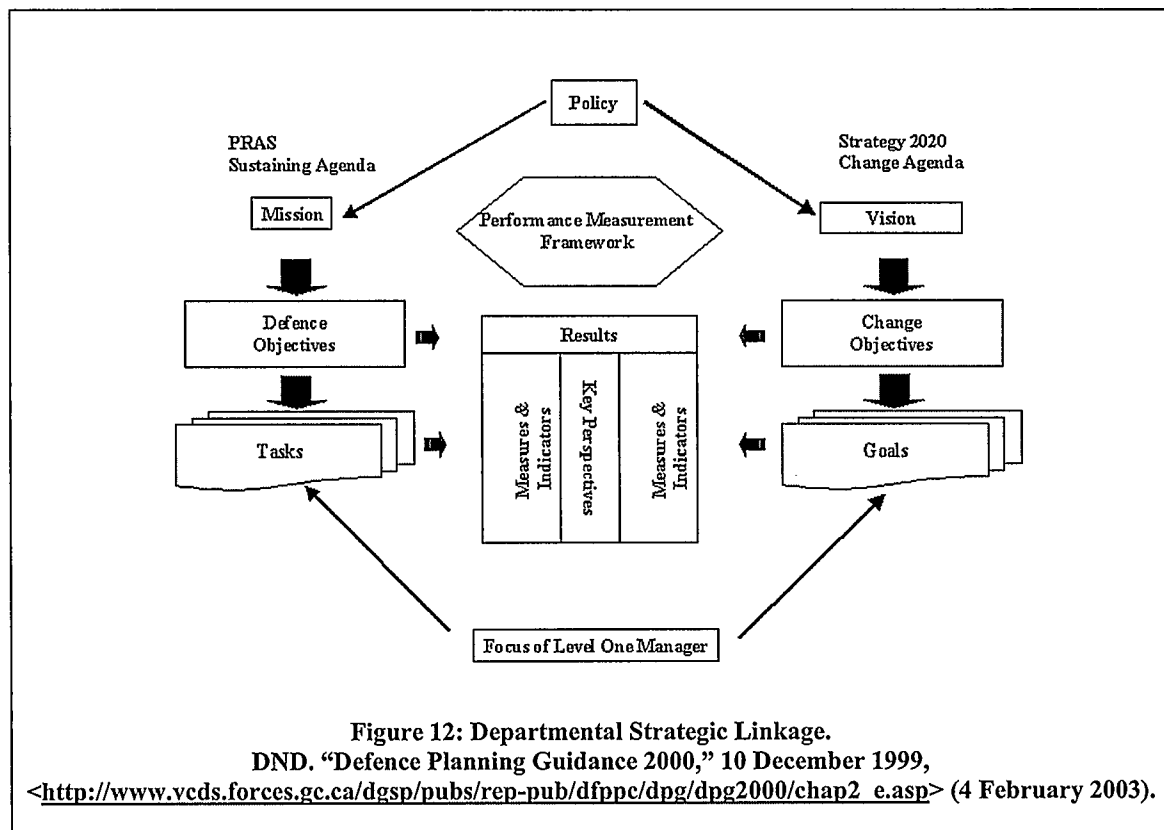 Policy
PRAS
Sustaining Agenda
Strategy 2020
Change Agenda
Mission
Performance Measurement
Framework
Vision
Defence
Objectives
Results
Change
Objectives
Tasks
Measures &
Indicators
Key Perspectives
Measures &
Indicators
Goals
Focus of Level One Manager
Figure 12: Departmental Strategic Linkage.
DND. “Defence Planning Guidance 2000,” 10 December 1999,
<http://www.vcds.forces.gc.ca/dgsp/pubs/rep-pub/dfppc/dpg/dpg2000/chap2_e.asp> (4 February 2003).